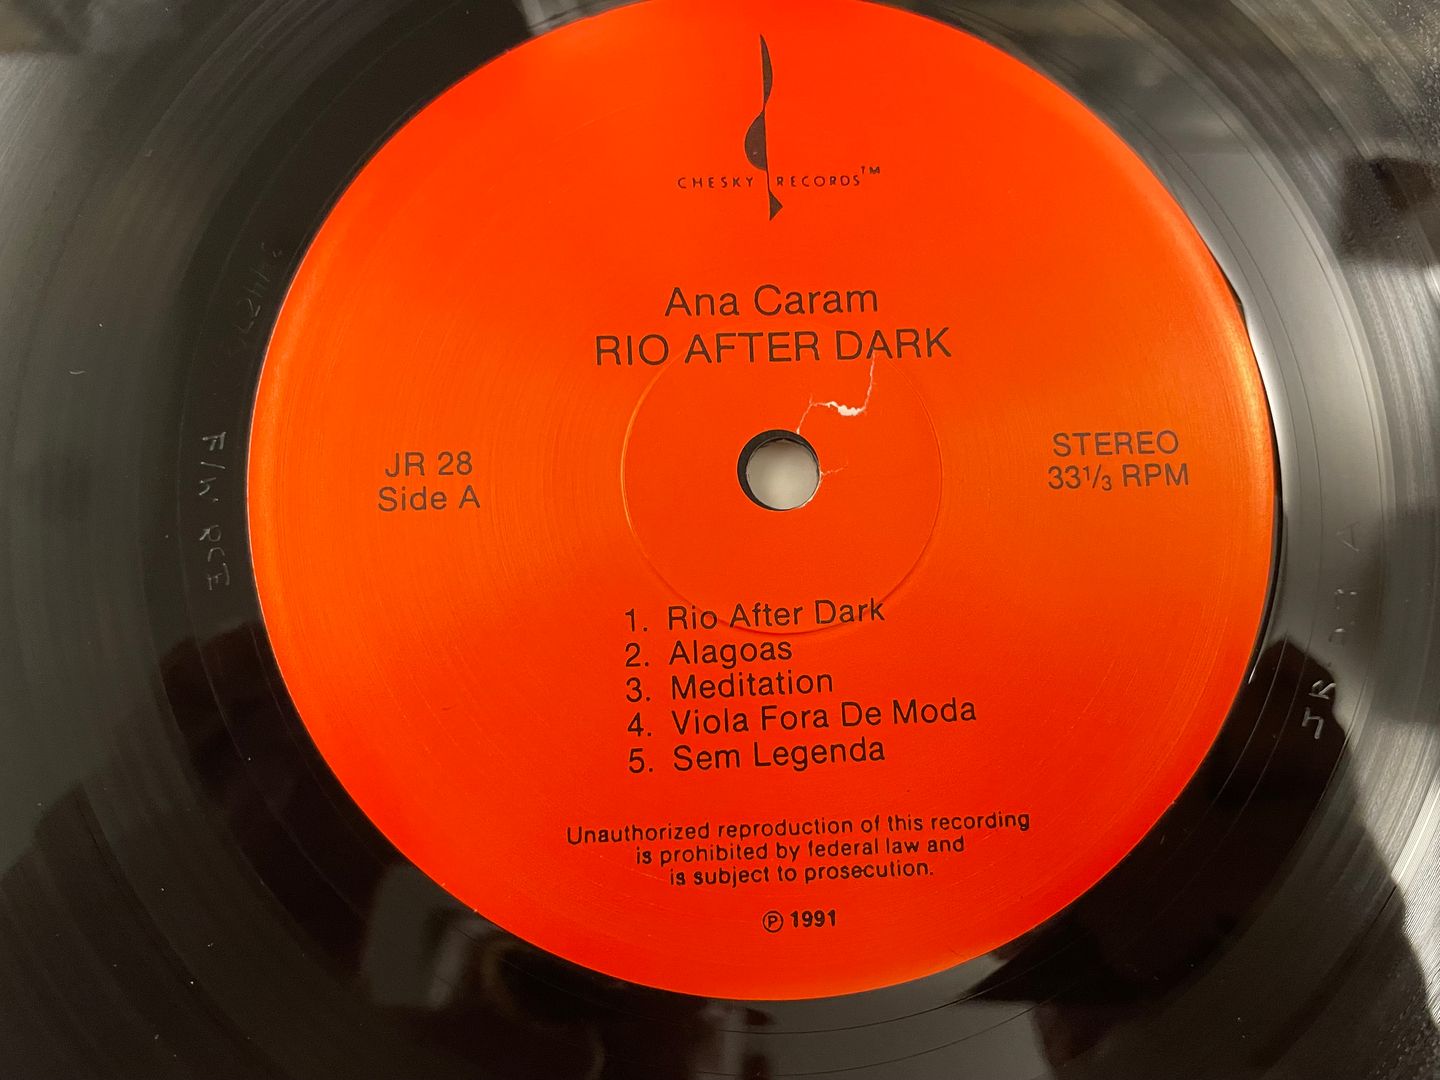 CHESKY RECORDS™
Ana Caram
RIO AFTER DARK
JR 28
Side A
STEREO
33 1/3 RPM
1. Rio After Dark
2. Alagoas
3. Meditation
4. Viola Fora De Moda
5. Sem Legenda
Unauthorized reproduction of this recording
is prohibited by federal law and
is subject to prosecution.
℗ 1991